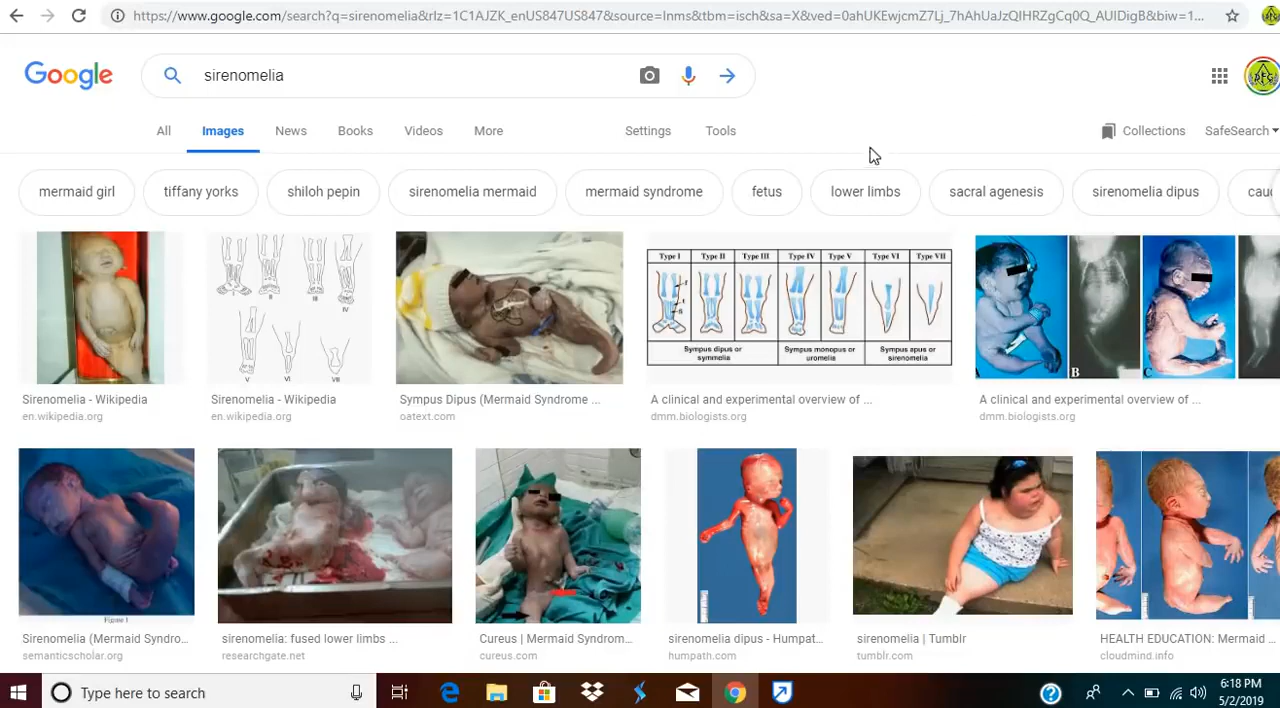 https://www.google.com/search?q=sirenomelia&rlz=1C1AJZK_enUS847US847&source=lnms&tbm=isch&sa=X&ved=0ahUKEwjcmZ7Lj_7hAhUaJzQIHRZgCq0Q_AUIDigB&biw=1...
Google
sirenomelia
All Images News Books Videos More Settings Tools Collections SafeSearch
mermaid girl tiffany yorks shiloh pepin sirenomelia mermaid mermaid syndrome fetus lower limbs sacral agenesis sirenomelia dipus
Type I Type II Type III Type IV Type V Type VI Type VII
II III IV
V VI VII
Sympus dipus or symmelia
Sympus monopus or uromelia
Sympus apus or sirenomelia
B C
Sirenomelia - Wikipedia
en.wikipedia.org
Sirenomelia - Wikipedia
en.wikipedia.org
Sympus Dipus (Mermaid Syndrome ...
oatext.com
A clinical and experimental overview of ...
dmm.biologists.org
A clinical and experimental overview of ...
dmm.biologists.org
Figure 1
Sirenomelia (Mermaid Syndro...
semanticscholar.org
sirenomelia: fused lower limbs ...
researchgate.net
Cureus | Mermaid Syndrom...
cureus.com
sirenomelia dipus - Humpat...
humpath.com
sirenomelia | Tumblr
tumblr.com
HEALTH EDUCATION: Mermaid ...
cloudmind.info
Type here to search
6:18 PM
5/2/2019